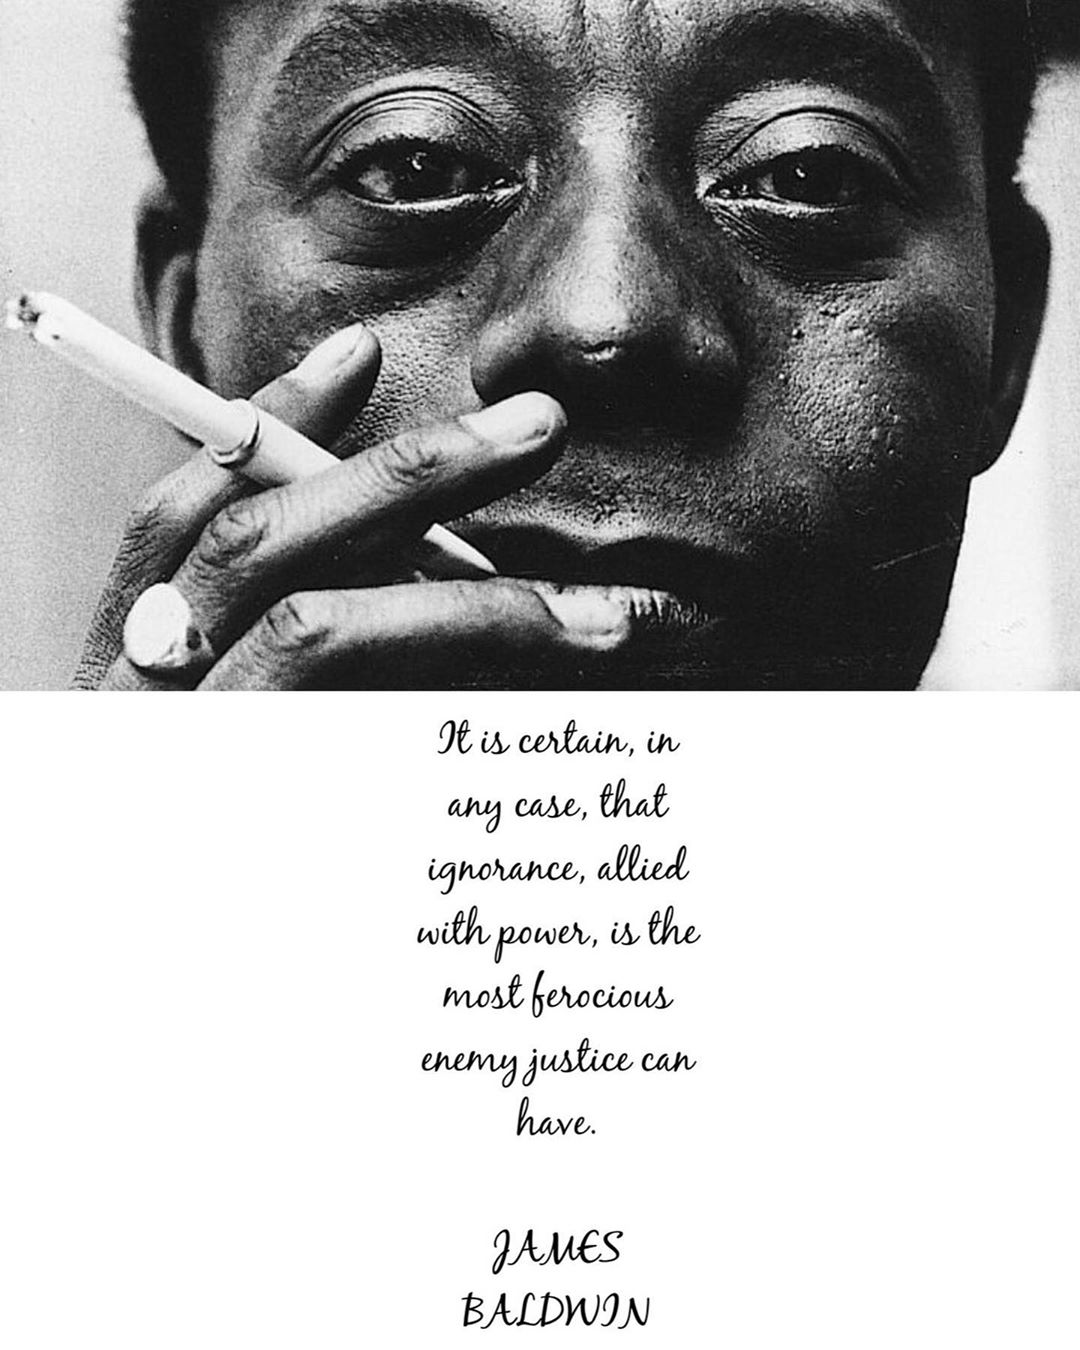 It is certain, in
any case, that
ignorance, allied
with power, is the
most ferocious
enemy justice can
have.
JAMES
BALDWIN